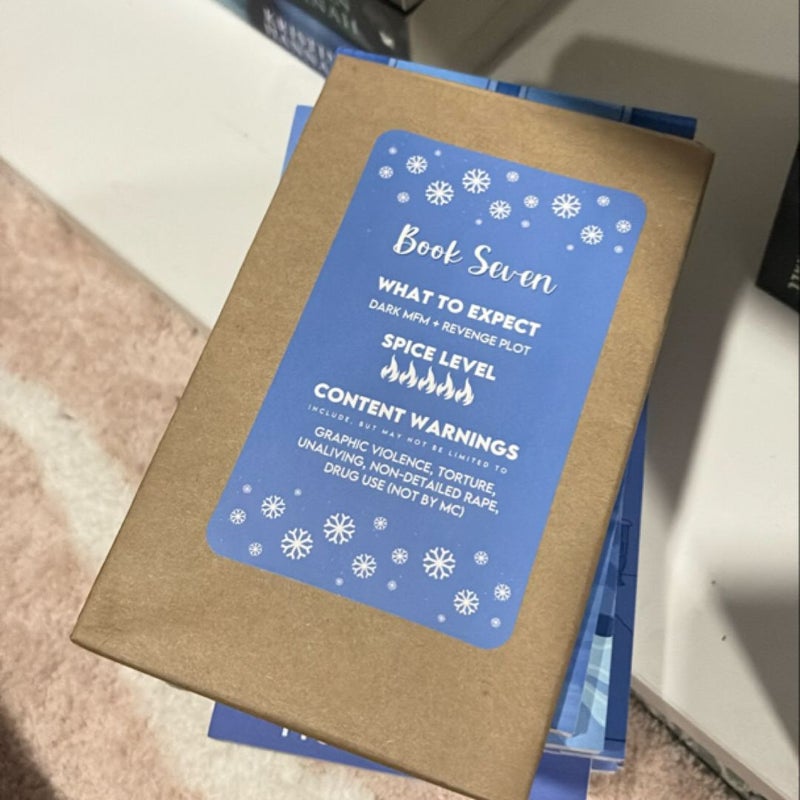 KRISTIN
Book Seven
WHAT TO EXPECT
DARK MFM + REVENGE PLOT
SPICE LEVEL
CONTENT WARNINGS
INCLUDE, BUT MAY NOT BE LIMITED TO
GRAPHIC VIOLENCE, TORTURE,
UNALIVING, NON-DETAILED RAPE,
DRUG USE (NOT BY MC)